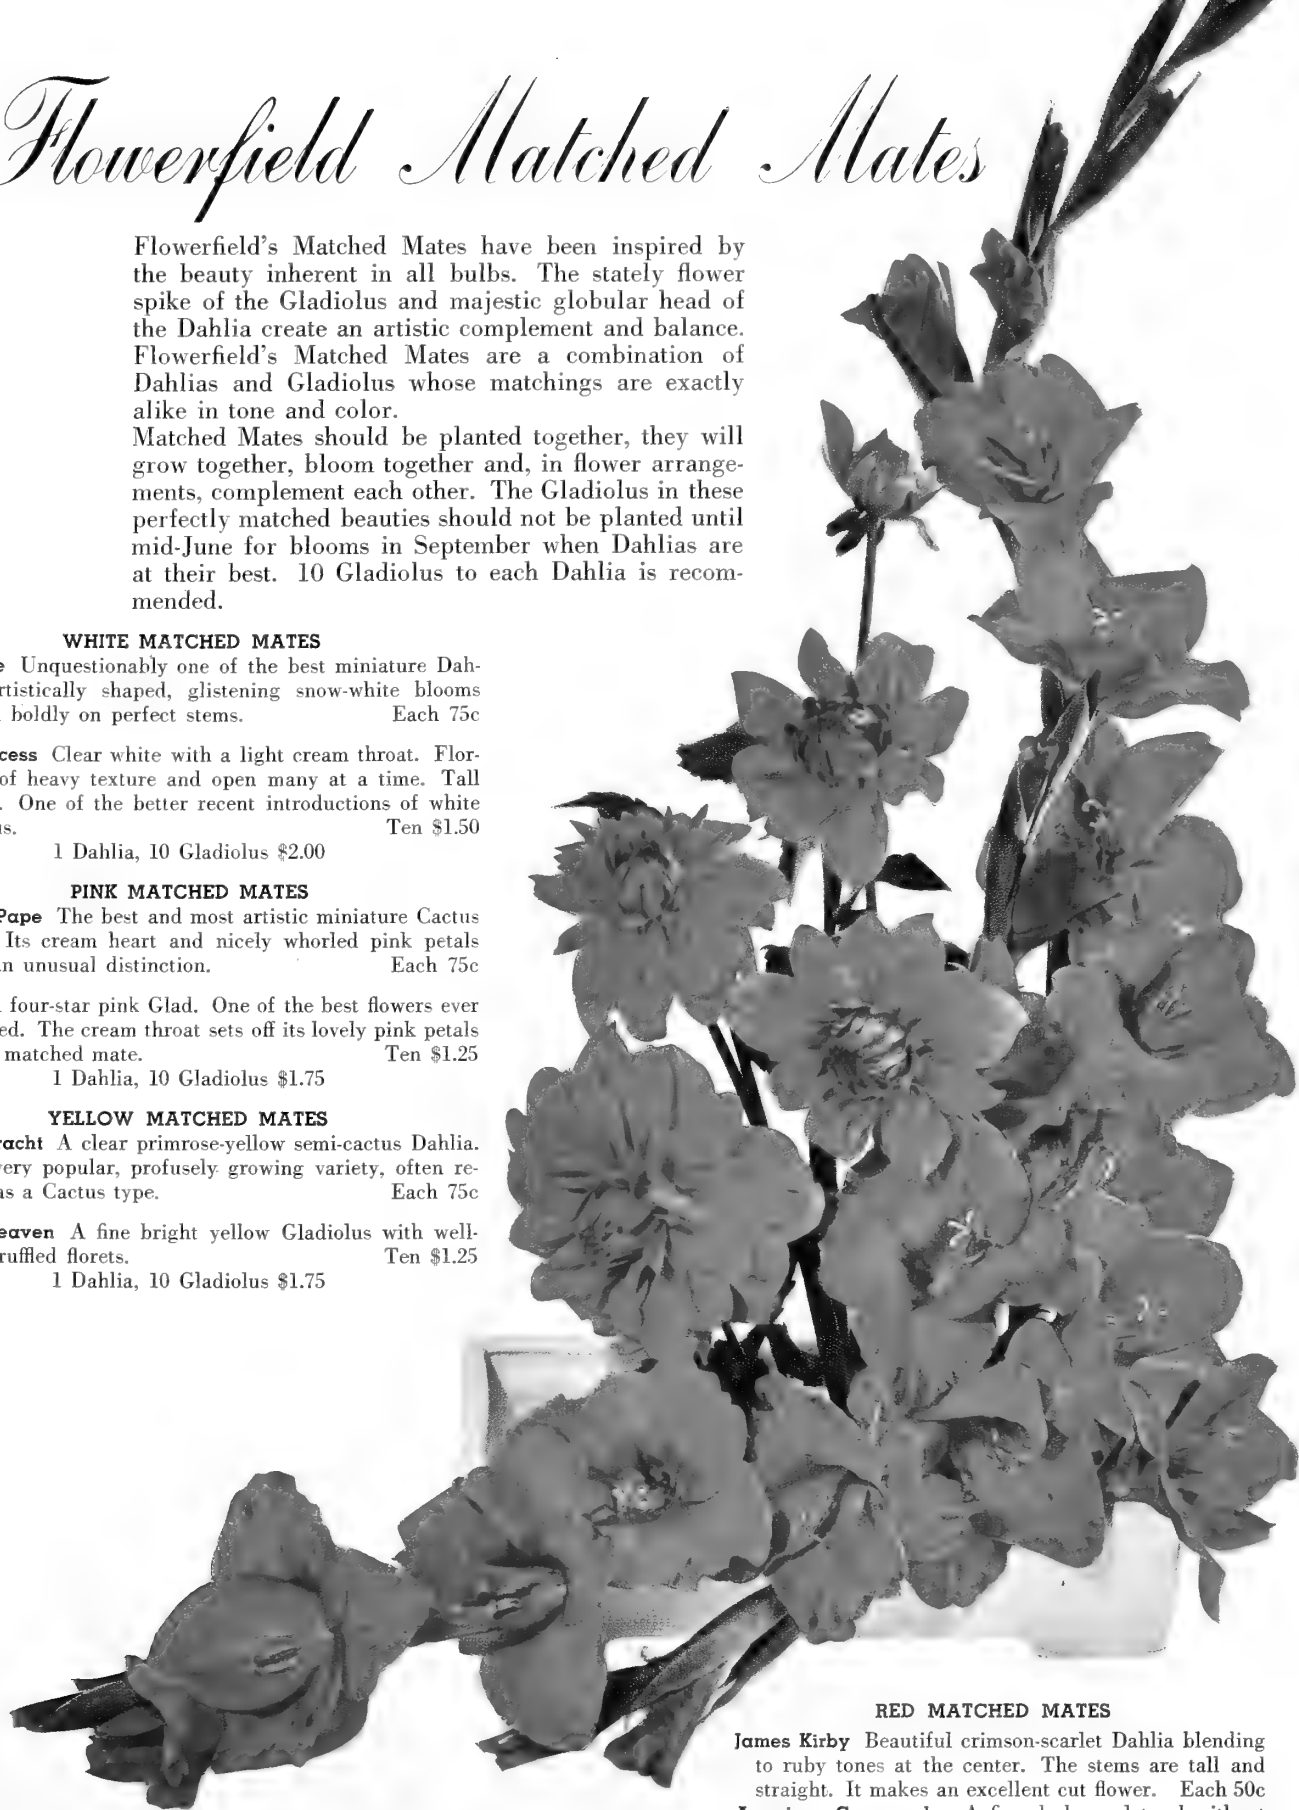 Flowerfield Matched Mates
Flowerfield's Matched Mates have been inspired by
the beauty inherent in all bulbs. The stately flower
spike of the Gladiolus and majestic globular head of
the Dahlia create an artistic complement and balance.
Flowerfield's Matched Mates are a combination of
Dahlias and Gladiolus whose matchings are exactly
alike in tone and color.
Matched Mates should be planted together, they will
grow together, bloom together and, in flower arrange-
ments, complement each other. The Gladiolus in these
perfectly matched beauties should not be planted until
mid-June for blooms in September when Dahlias are
at their best. 10 Gladiolus to each Dahlia is recom-
mended.
WHITE MATCHED MATES
e Unquestionably one of the best miniature Dah-
rtistically shaped, glistening snow-white blooms
boldly on perfect stems. Each 75c
cess Clear white with a light cream throat. Flor-
of heavy texture and open many at a time. Tall
. One of the better recent introductions of white
us. Ten $1.50
1 Dahlia, 10 Gladiolus $2.00
PINK MATCHED MATES
Pape The best and most artistic miniature Cactus
Its cream heart and nicely whorled pink petals
n unusual distinction. Each 75c
four-star pink Glad. One of the best flowers ever
ed. The cream throat sets off its lovely pink petals
matched mate. Ten $1.25
1 Dahlia, 10 Gladiolus $1.75
YELLOW MATCHED MATES
racht A clear primrose-yellow semi-cactus Dahlia.
ery popular, profusely growing variety, often re-
as a Cactus type. Each 75c
eaven A fine bright yellow Gladiolus with well-
ruffled florets. Ten $1.25
1 Dahlia, 10 Gladiolus $1.75
RED MATCHED MATES
James Kirby Beautiful crimson-scarlet Dahlia blending
to ruby tones at the center. The stems are tall and
straight. It makes an excellent cut flower. Each 50c